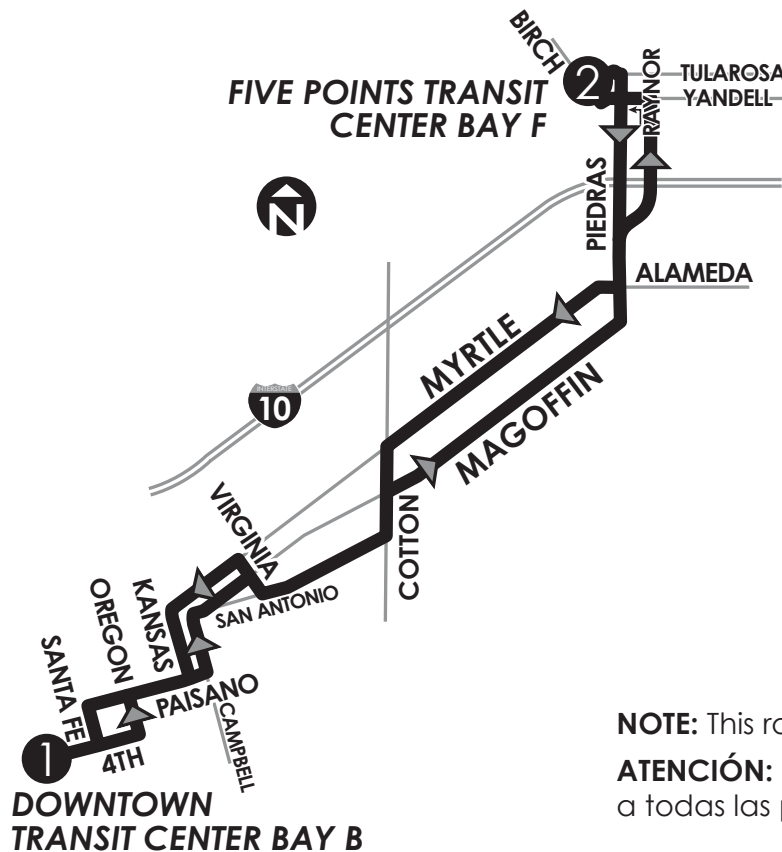 BIRCH
2
TULAROSA
YANDELL
RAYNOR
FIVE POINTS TRANSIT
CENTER BAY F
N
PIEDRAS
ALAMEDA
MYRTLE
MAGOFFIN
INTERSTATE
10
VIRGINIA
COTTON
SAN ANTONIO
KANSAS
OREGON
SANTA FE
PAISANO
CAMPBELL
4TH
1
DOWNTOWN
TRANSIT CENTER BAY B
NOTE: This
ATENCIÓN:
a todas las